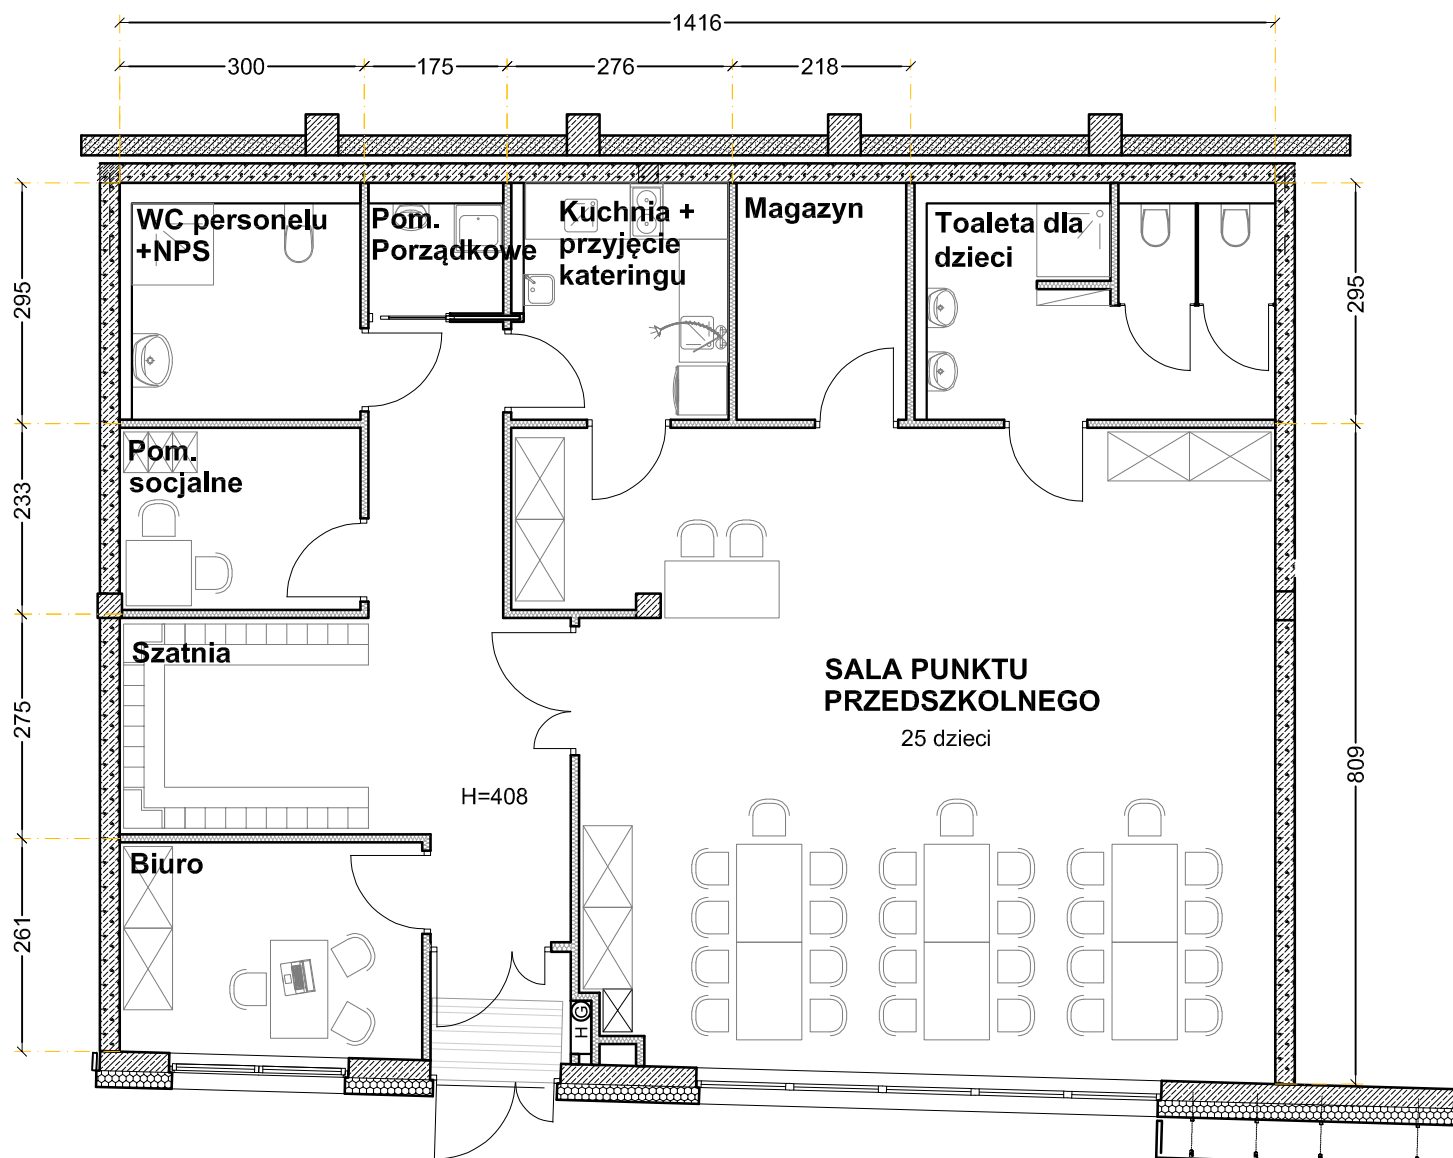 1416
300
175
276
218
WC personelu
+NPS
Pom.
Porządkowe
Kuchnia +
przyjęcie
kateringu
Magazyn
Toaleta dla
dzieci
295
295
Pom.
socjalne
233
Szatnia
275
SALA PUNKTU
PRZEDSZKOLNEGO
25 dzieci
809
H=408
Biuro
261
H G